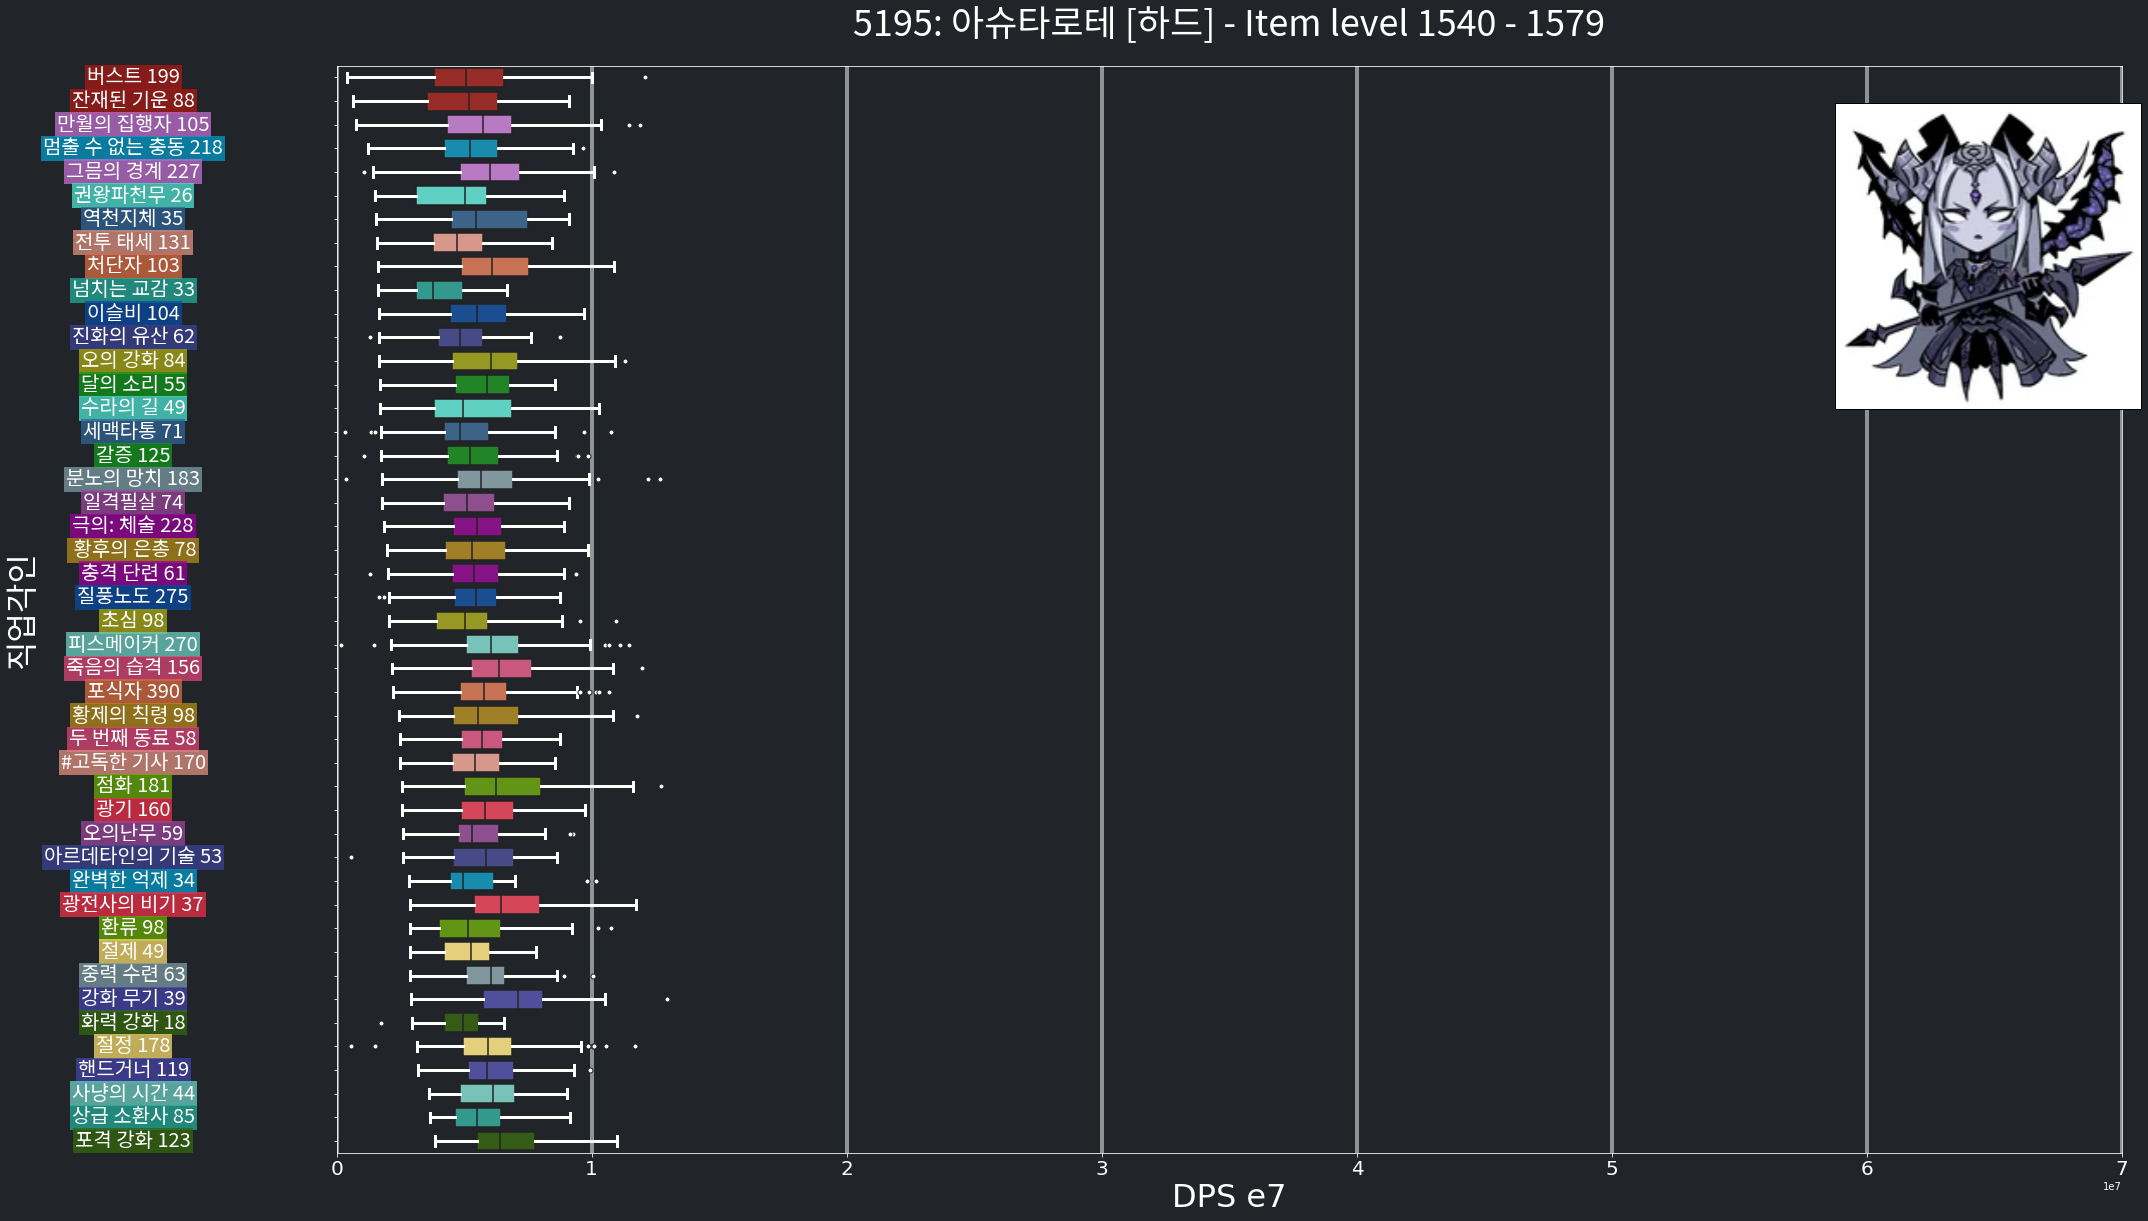 5195: 아슈타로테 [하드] - Item level 1540 - 1579
직업각인
버스트 199
잔재된 기운 88
만월의 집행자 105
멈출 수 없는 충동 218
그믐의 경계 227
권왕파천무 26
역천지체 35
전투 태세 131
처단자 103
넘치는 교감 33
이슬비 104
진화의 유산 62
오의 강화 84
달의 소리 55
수라의 길 49
세맥타통 71
갈증 125
분노의 망치 183
일격필살 74
극의: 체술 228
황후의 은총 78
충격 단련 61
질풍노도 275
초심 98
피스메이커 270
죽음의 습격 156
포식자 390
황제의 칙령 98
두 번째 동료 58
#고독한 기사 170
점화 181
광기 160
오의난무 59
아르데타인의 기술 53
완벽한 억제 34
광전사의 비기 37
환류 98
절제 49
중력 수련 63
강화 무기 39
화력 강화 18
절정 178
핸드거너 119
사냥의 시간 44
상급 소환사 85
포격 강화 123
0 1 2 3 4 5 6 7
1e7
DPS e7